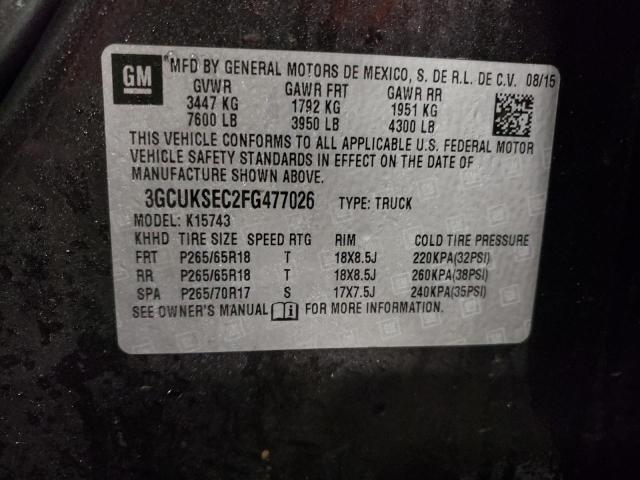 GM
*MFD BY GENERAL MOTORS DE MEXICO, S. DE R.L. DE C.V. 08/15
GVWR GAWR FRT GAWR RR
3447 KG 1792 KG 1951 KG
7600 LB 3950 LB 4300 LB
THIS VEHICLE CONFORMS TO ALL APPLICABLE U.S. FEDERAL MOTOR
VEHICLE SAFETY STANDARDS IN EFFECT ON THE DATE OF
MANUFACTURE SHOWN ABOVE.
3GCUKSEC2FG477026 TYPE: TRUCK
MODEL: K15743
KHHD TIRE SIZE SPEED RTG RIM COLD TIRE PRESSURE
FRT P265/65R18 T 18X8.5J 220KPA(32PSI)
RR P265/65R18 T 18X8.5J 260KPA(38PSI)
SPA P265/70R17 S 17X7.5J 240KPA(35PSI)
SEE OWNER'S MANUAL FOR MORE INFORMATION.